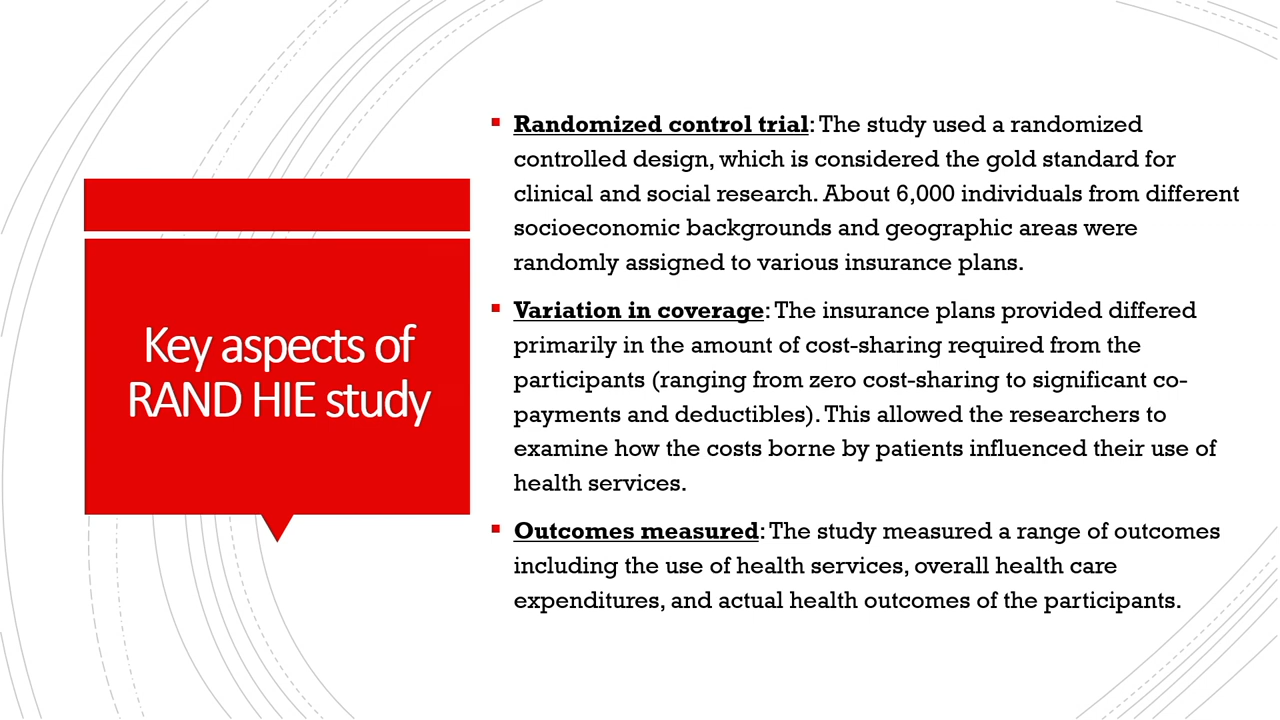 Key aspects of
RAND HIE study
Randomized control trial: The study used a randomized
controlled design, which is considered the gold standard for
clinical and social research. About 6,000 individuals from different
socioeconomic backgrounds and geographic areas were
randomly assigned to various insurance plans.
Variation in coverage: The insurance plans provided differed
primarily in the amount of cost-sharing required from the
participants (ranging from zero cost-sharing to significant co-
payments and deductibles). This allowed the researchers to
examine how the costs borne by patients influenced their use of
health services.
Outcomes measured: The study measured a range of outcomes
including the use of health services, overall health care
expenditures, and actual health outcomes of the participants.